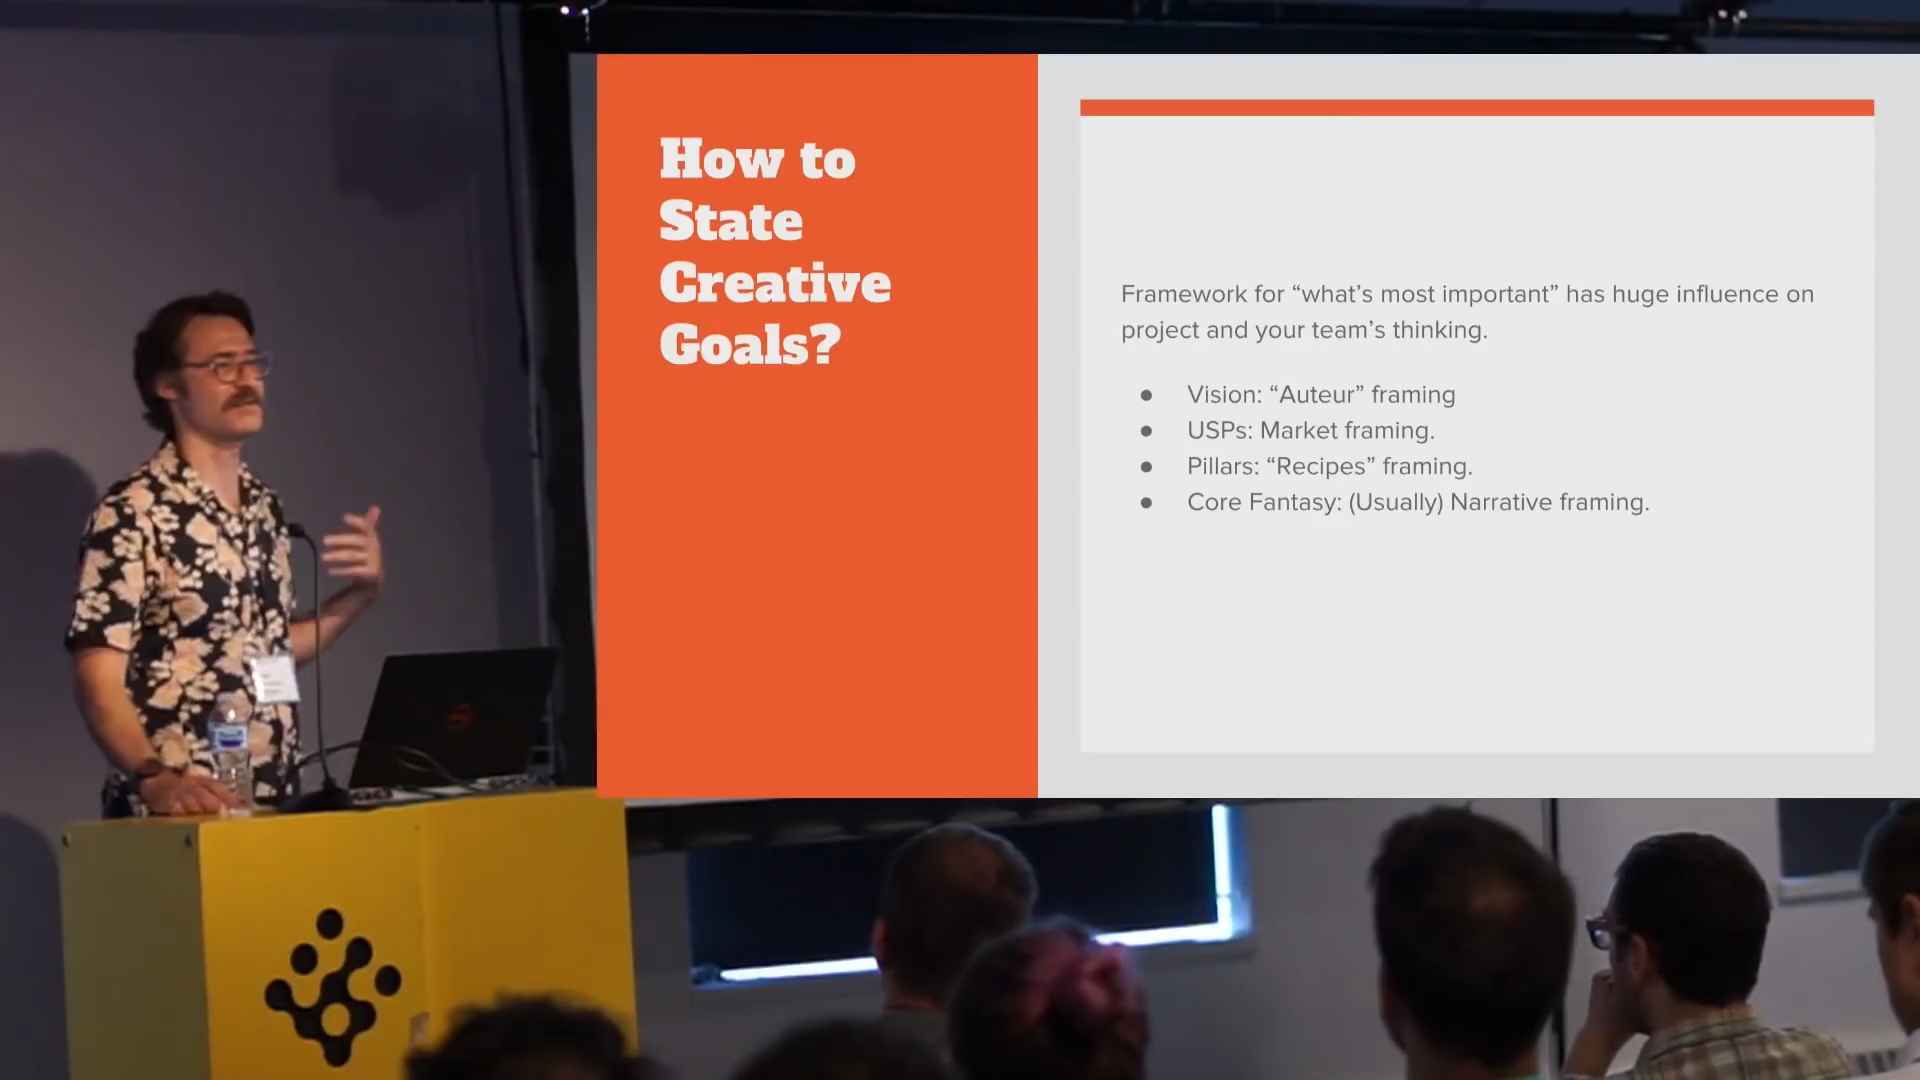 How to
State
Creative
Goals?
Framework for “what’s most important” has huge influence on
project and your team’s thinking.
● Vision: “Auteur” framing
● USPs: Market framing.
● Pillars: “Recipes” framing.
● Core Fantasy: (Usually) Narrative framing.